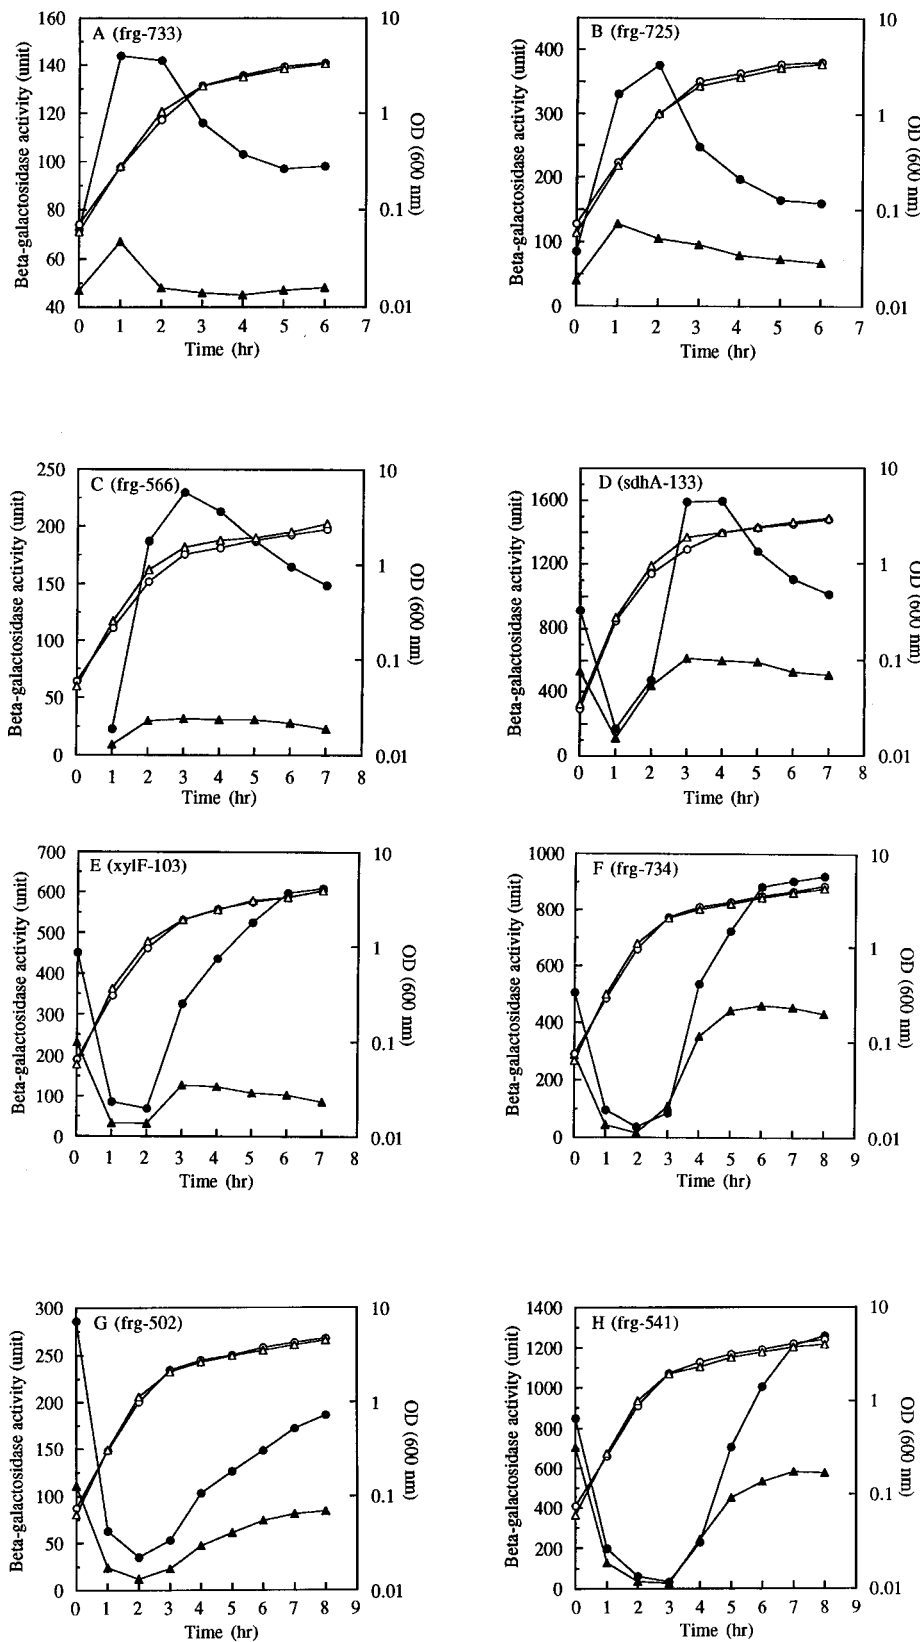 A (frg-733)
Beta-galactosidase activity (unit)
160
140
120
100
80
60
40
10
1
0.1
0.01
OD (600 nm)
0 1 2 3 4 5 6 7
Time (hr)
B (frg-725)
Beta-galactosidase activity (unit)
400
300
200
100
0
10
1
0.1
0.01
OD (600 nm)
0 1 2 3 4 5 6 7
Time (hr)
C (frg-566)
Beta-galactosidase activity (unit)
250
200
150
100
50
0
10
1
0.1
0.01
OD (600 nm)
0 1 2 3 4 5 6 7 8
Time (hr)
D (sdhA-133)
Beta-galactosidase activity (unit)
1600
1200
800
400
0
10
1
0.1
0.01
OD (600 nm)
0 1 2 3 4 5 6 7 8
Time (hr)
E (xylF-103)
Beta-galactosidase activity (unit)
700
600
500
400
300
200
100
0
10
1
0.1
0.01
OD (600 nm)
0 1 2 3 4 5 6 7 8
Time (hr)
F (frg-734)
Beta-galactosidase activity (unit)
1000
800
600
400
200
0
10
1
0.1
0.01
OD (600 nm)
0 1 2 3 4 5 6 7 8 9
Time (hr)
G (frg-502)
Beta-galactosidase activity (unit)
300
250
200
150
100
50
0
10
1
0.1
0.01
OD (600 nm)
0 1 2 3 4 5 6 7 8 9
Time (hr)
H (frg-541)
Beta-galactosidase activity (unit)
1400
1200
1000
800
600
400
200
0
10
1
0.1
0.01
OD (600 nm)
0 1 2 3 4 5 6 7 8 9
Time (hr)